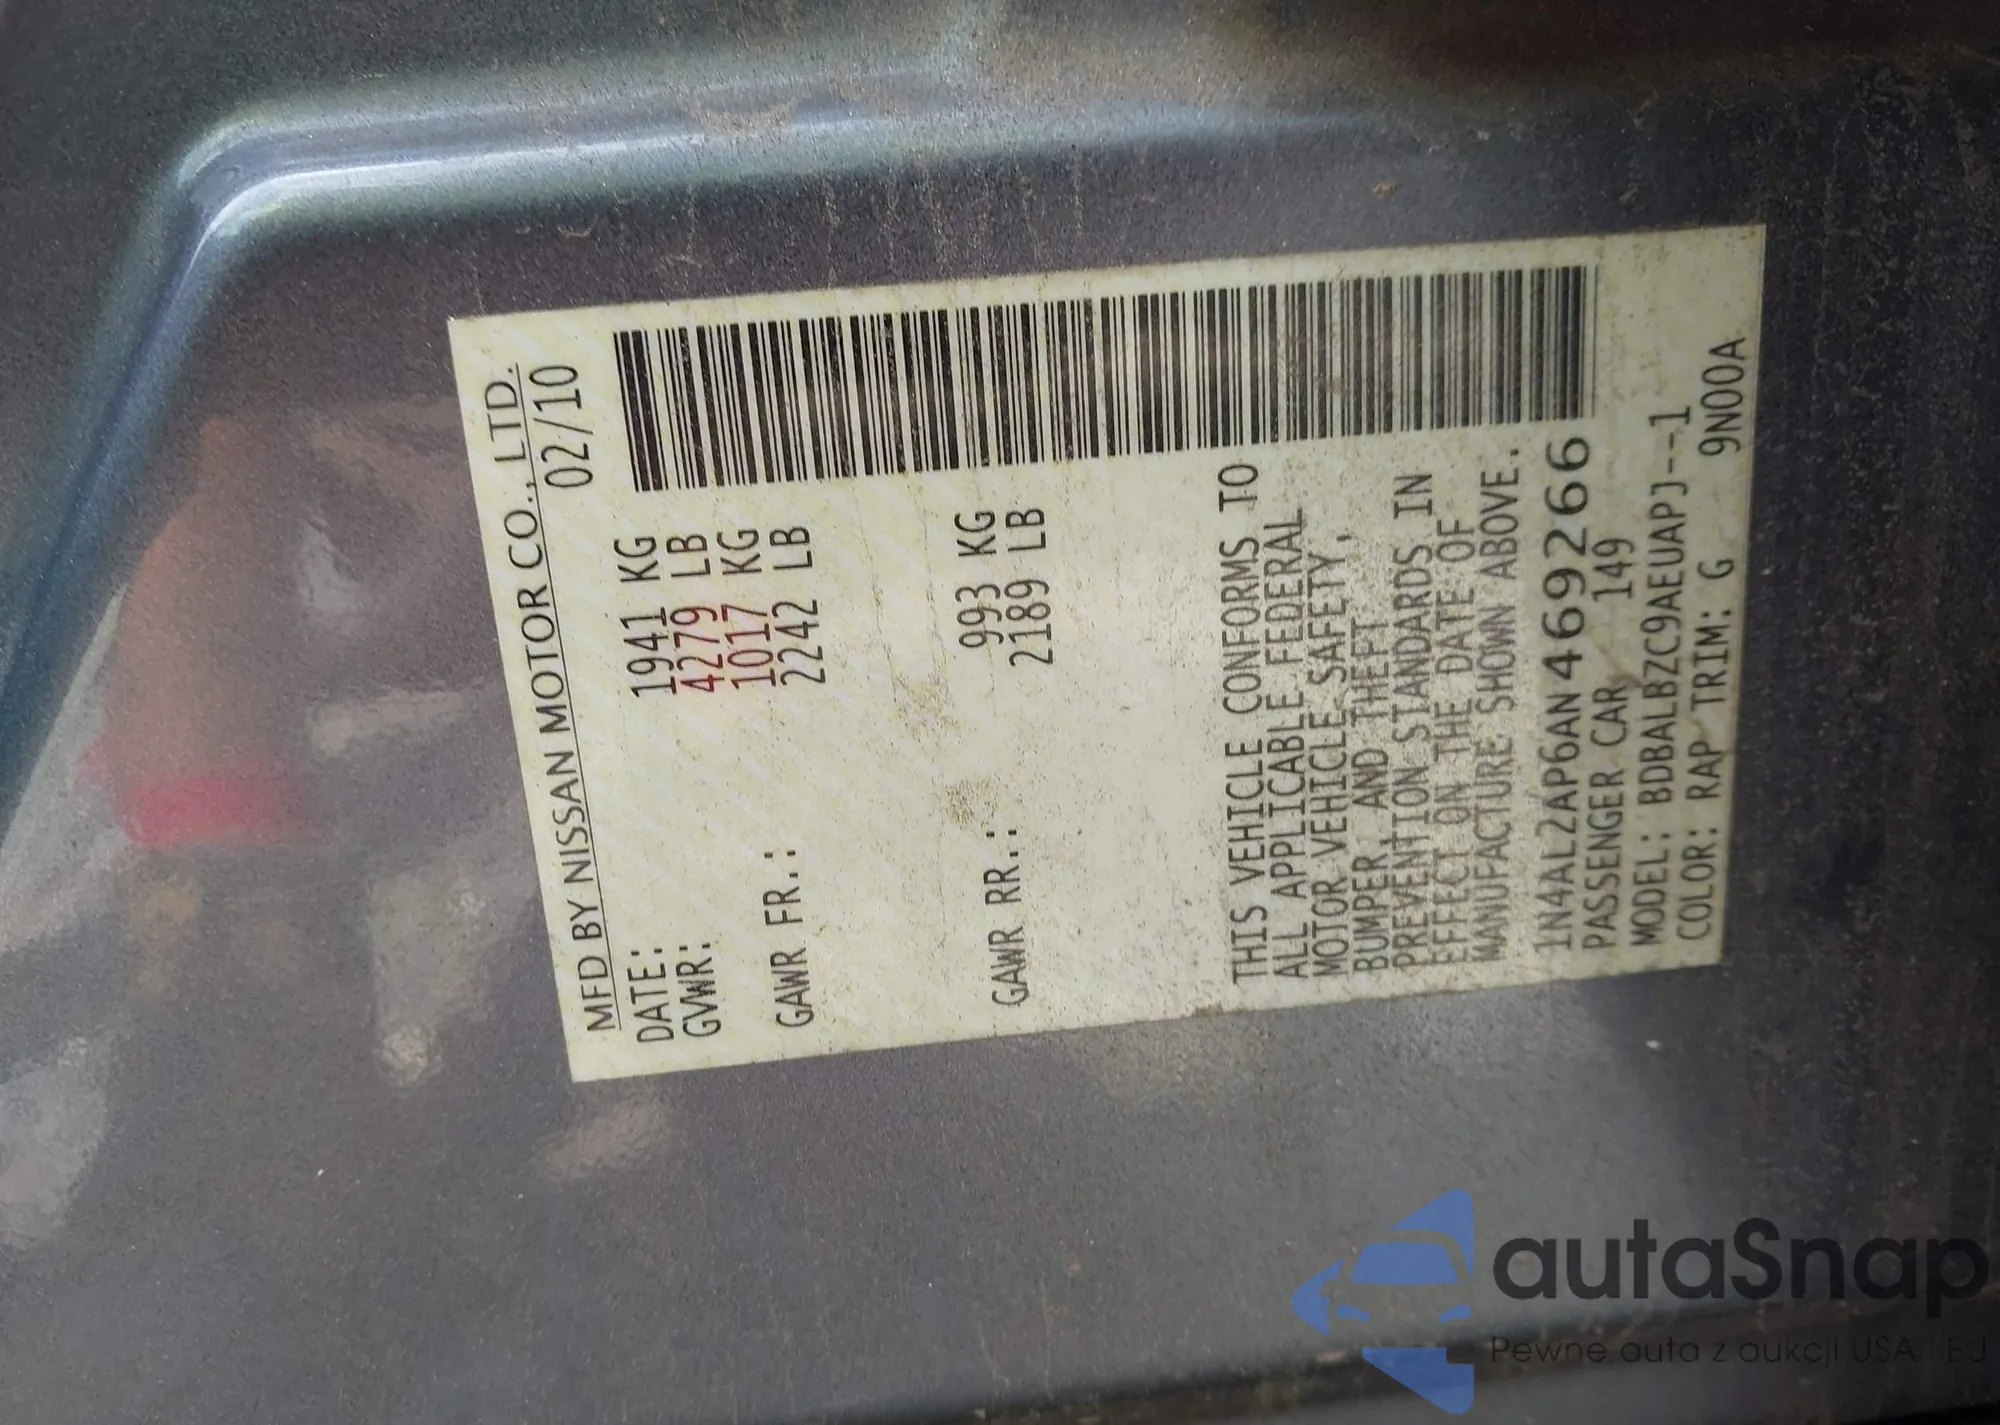 MFD BY NISSAN MOTOR CO., LTD.
DATE: 02/10
GVWR: 1941 KG
4279 LB
GAWR FR.: 1017 KG
2242 LB
GAWR RR.: 993 KG
2189 LB
THIS VEHICLE CONFORMS TO
ALL APPLICABLE FEDERAL
MOTOR VEHICLE SAFETY,
BUMPER AND THEFT
PREVENTION STANDARDS IN
EFFECT ON THE DATE OF
MANUFACTURE SHOWN ABOVE.
1N4AL2AP6AN469266
PASSENGER CAR 149
MODEL: BDBALBZC9AEUAPJ--1
COLOR: RAP TRIM: G 9N00A
autaSnap
Pewne auta z aukcji USA i EU